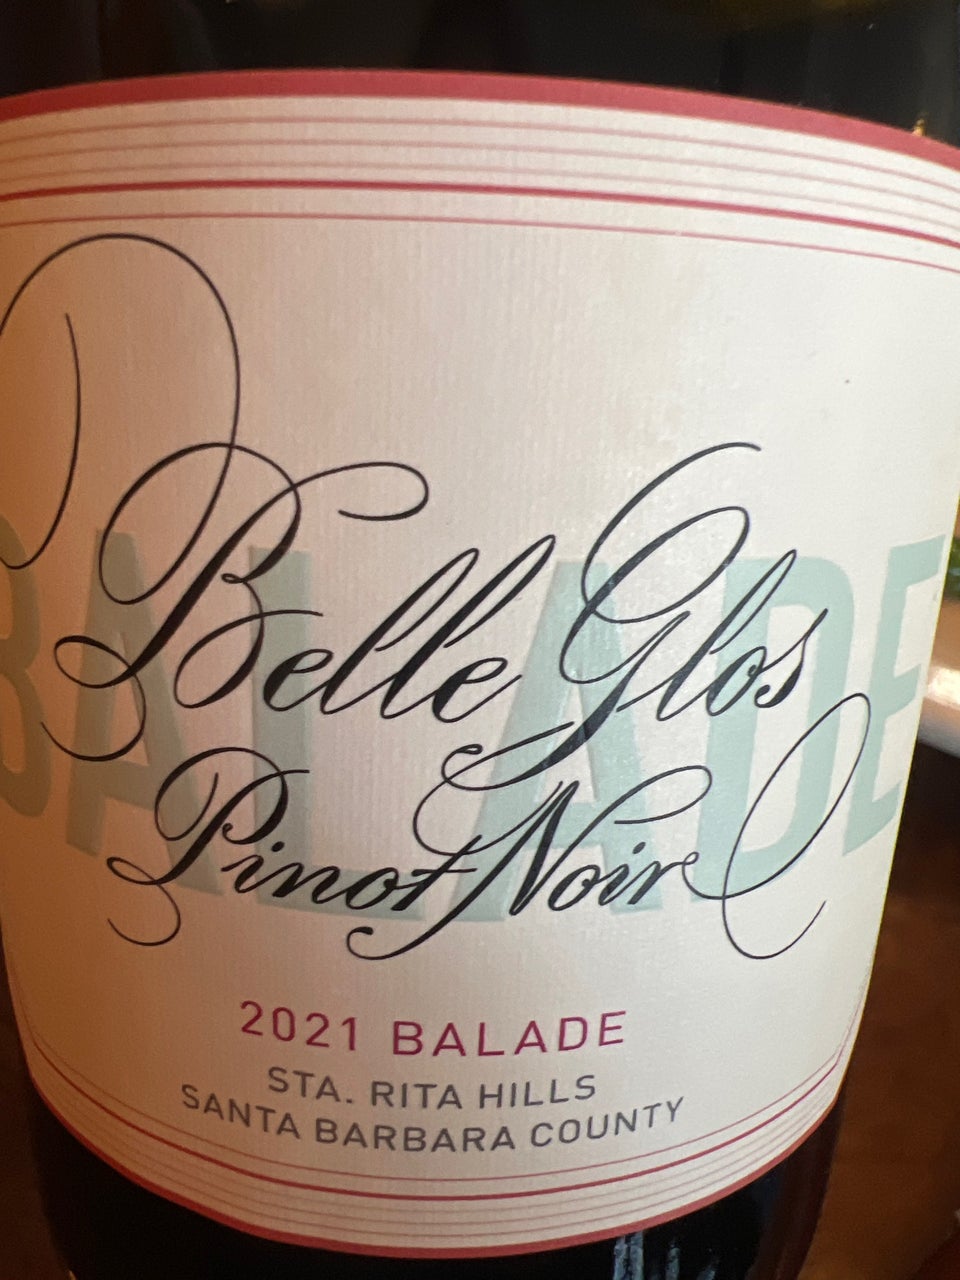 BALADE
Belle Glos
Pinot Noir
2021 BALADE
STA. RITA HILLS
SANTA BARBARA COUNTY